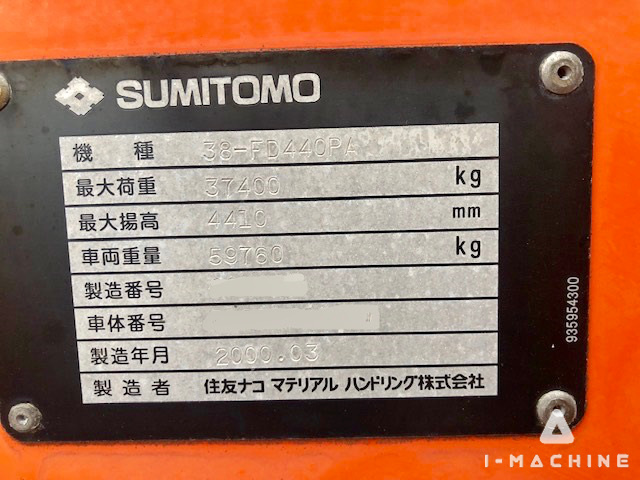 SUMITOMO
機種 38-FD440PA
最大荷重 37400 kg
最大揚高 4410 mm
車両重量 59760 kg
製造番号
車体番号
製造年月 2000.03
製造者 住友ナコ マテリアル ハンドリング株式会社
935954300
I-MACHINE